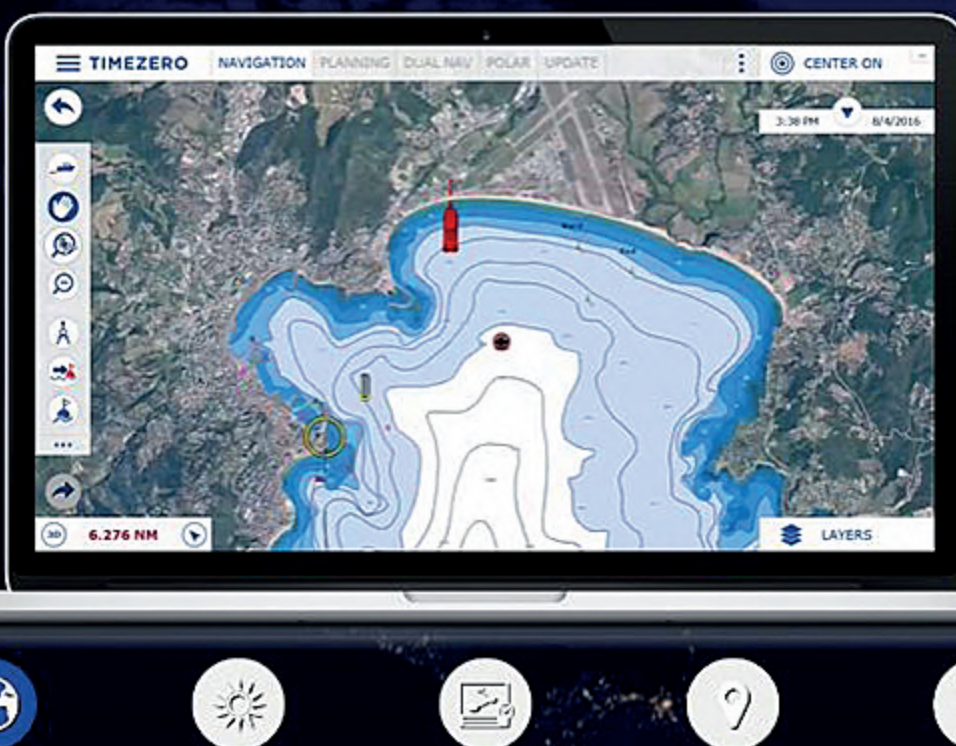 TIMEZERO
NAVIGATION PLANNING DUAL NAV POLAR UPDATE
CENTER ON
3:38 PM 8/4/2016
3D 6.276 NM
LAYERS